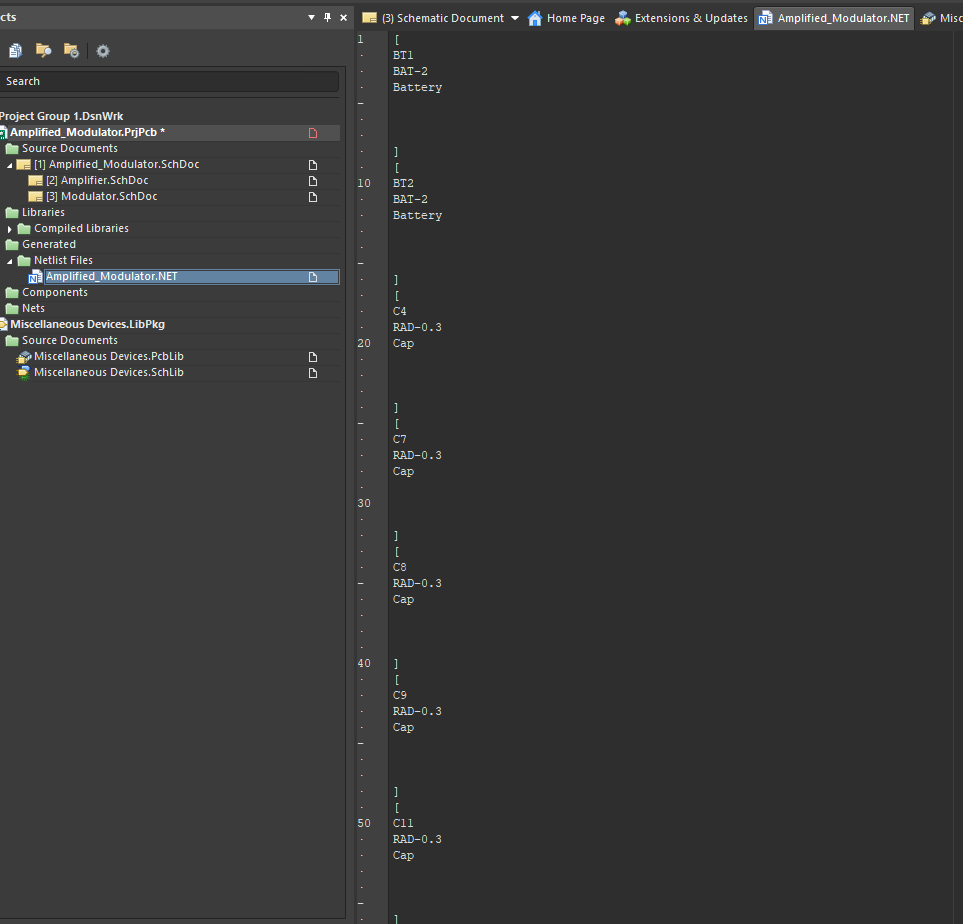 cts
Search
Project Group 1.DsnWrk
Amplified_Modulator.PrjPcb *
Source Documents
[1] Amplified_Modulator.SchDoc
[2] Amplifier.SchDoc
[3] Modulator.SchDoc
Libraries
Compiled Libraries
Generated
Netlist Files
Amplified_Modulator.NET
Components
Nets
Miscellaneous Devices.LibPkg
Source Documents
Miscellaneous Devices.PcbLib
Miscellaneous Devices.SchLib
(3) Schematic Document Home Page Extensions & Updates Amplified_Modulator.NET Misc
1 [
BT1
BAT-2
Battery
]
[
10 BT2
BAT-2
Battery
]
[
C4
RAD-0.3
20 Cap
]
[
C7
RAD-0.3
Cap
30
]
[
C8
RAD-0.3
Cap
40 ]
[
C9
RAD-0.3
Cap
]
[
50 C11
RAD-0.3
Cap
]